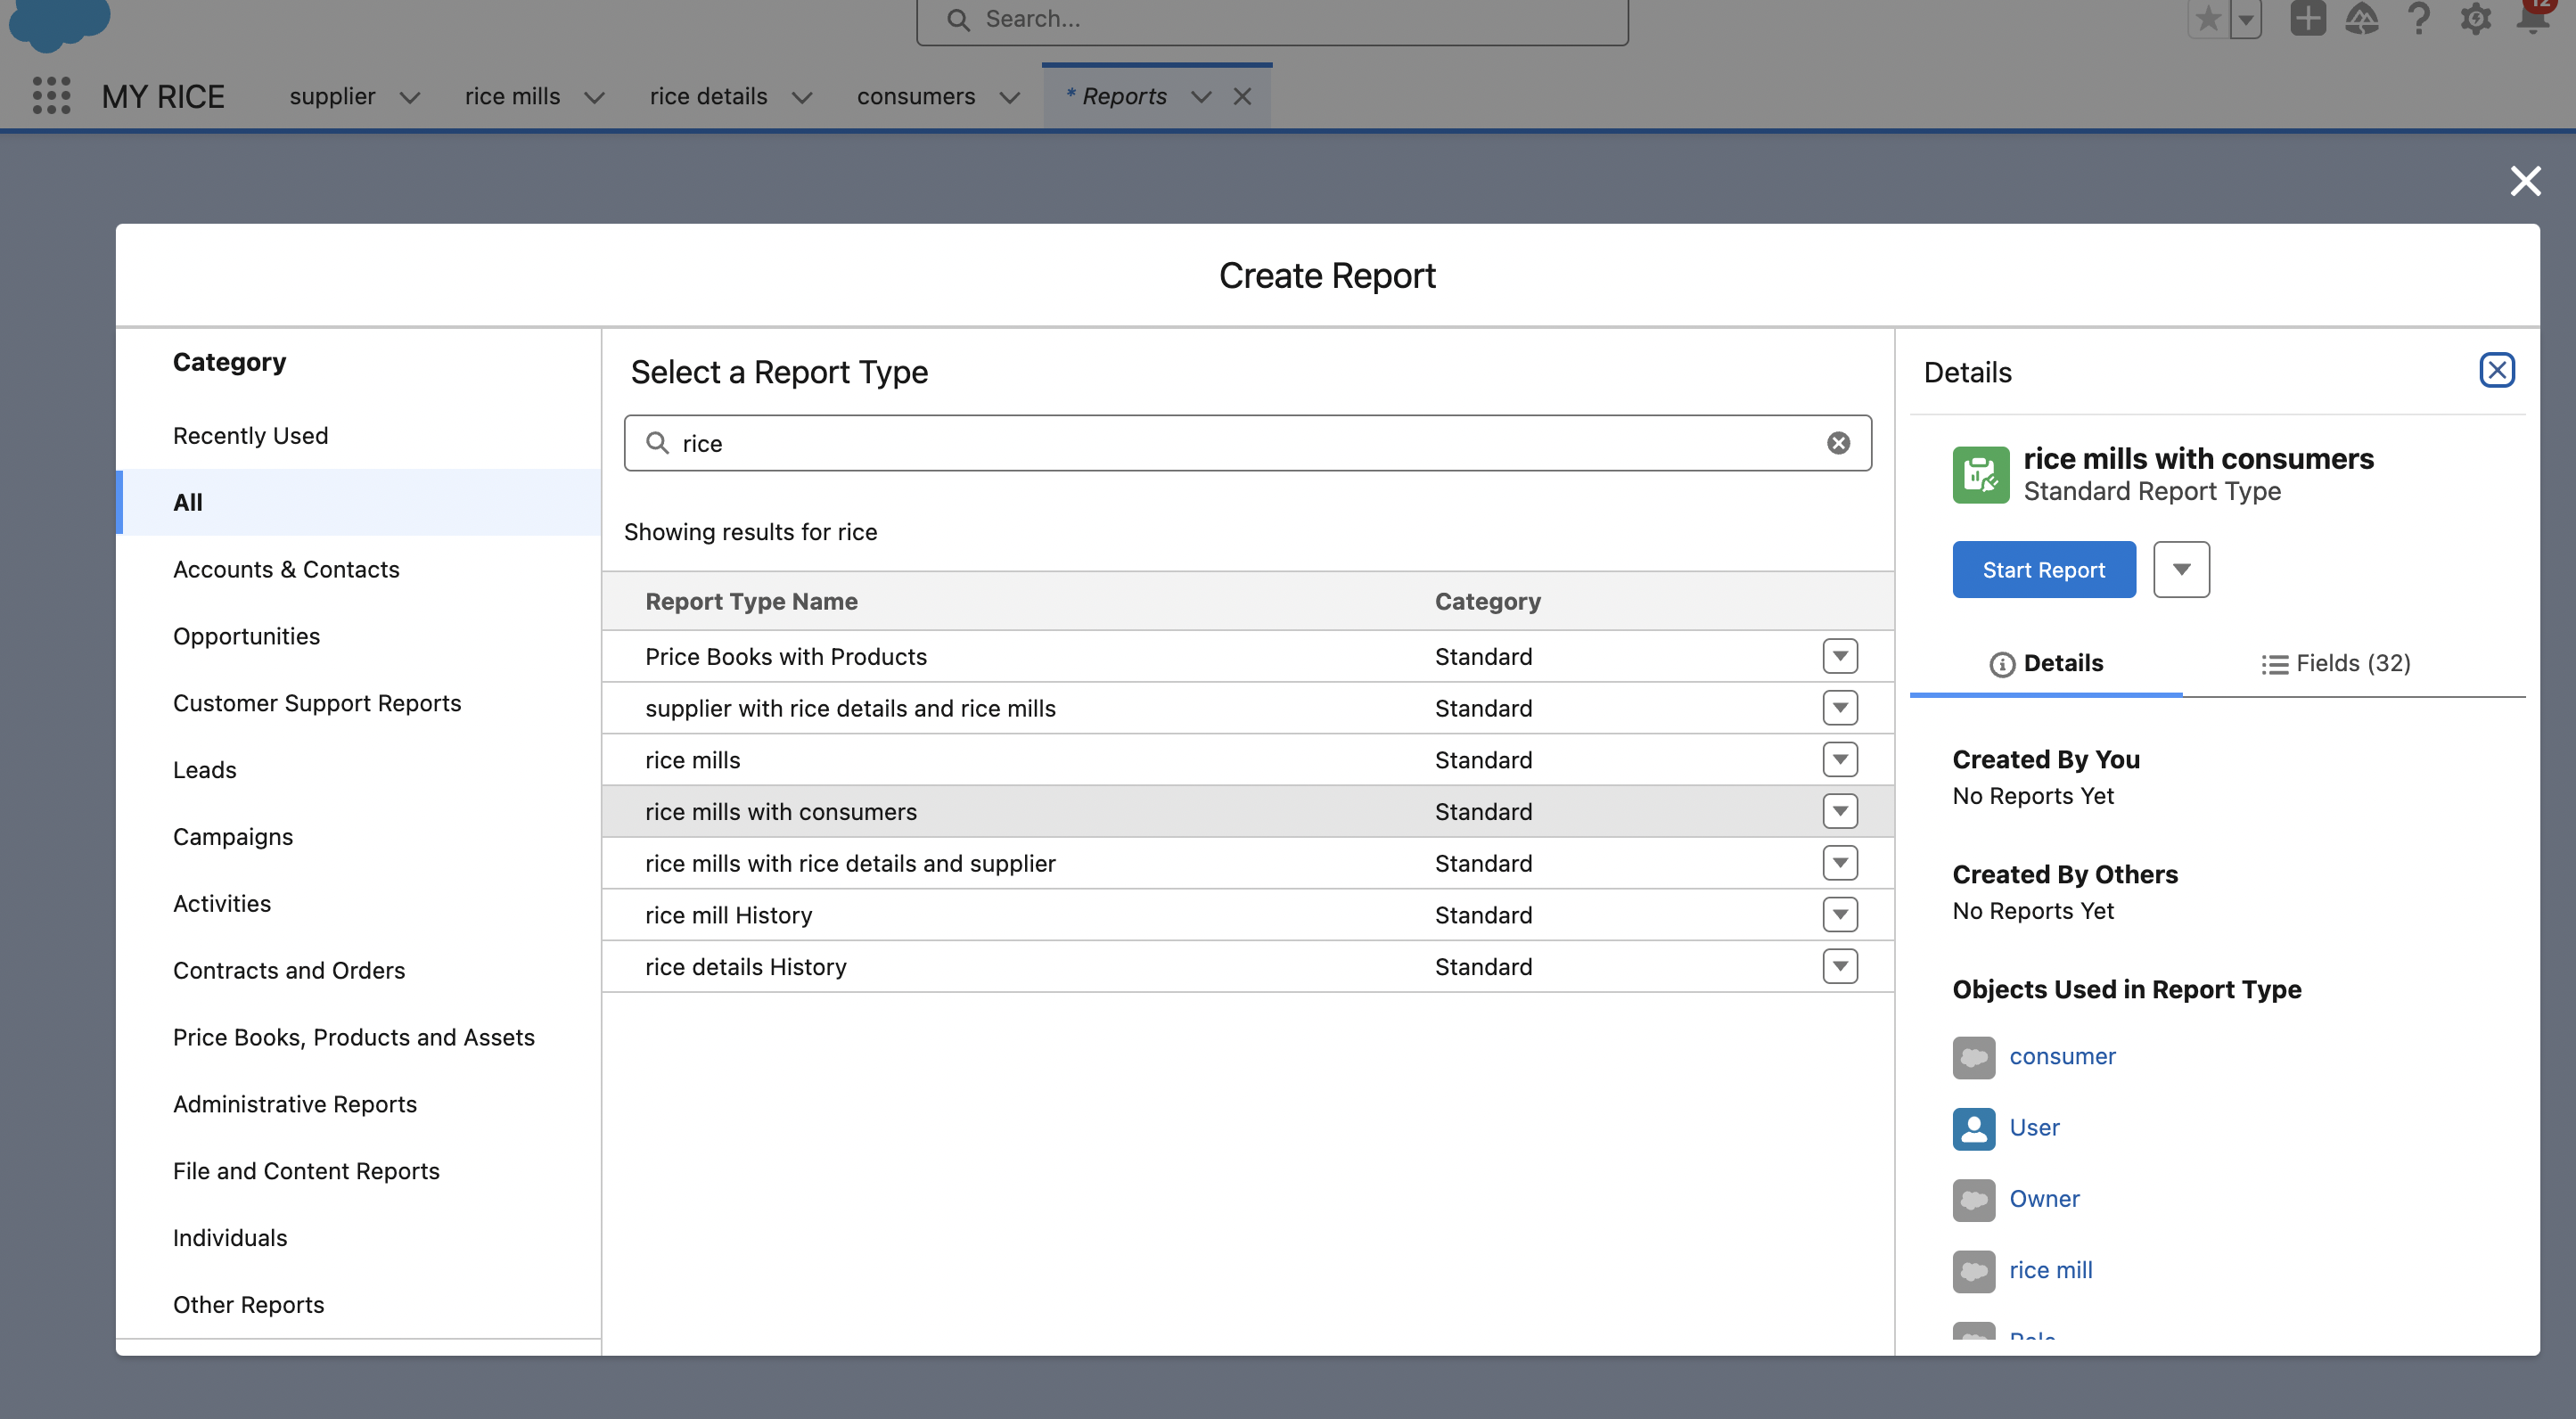 Search...
12
MY RICE supplier rice mills rice details consumers * Reports
Create Report
Category
Recently Used
All
Accounts & Contacts
Opportunities
Customer Support Reports
Leads
Campaigns
Activities
Contracts and Orders
Price Books, Products and Assets
Administrative Reports
File and Content Reports
Individuals
Other Reports
Select a Report Type
rice
Showing results for rice
Report Type Name Category
Price Books with Products Standard
supplier with rice details and rice mills Standard
rice mills Standard
rice mills with consumers Standard
rice mills with rice details and supplier Standard
rice mill History Standard
rice details History Standard
Details
rice mills with consumers
Standard Report Type
Start Report
Details Fields (32)
Created By You
No Reports Yet
Created By Others
No Reports Yet
Objects Used in Report Type
consumer
User
Owner
rice mill